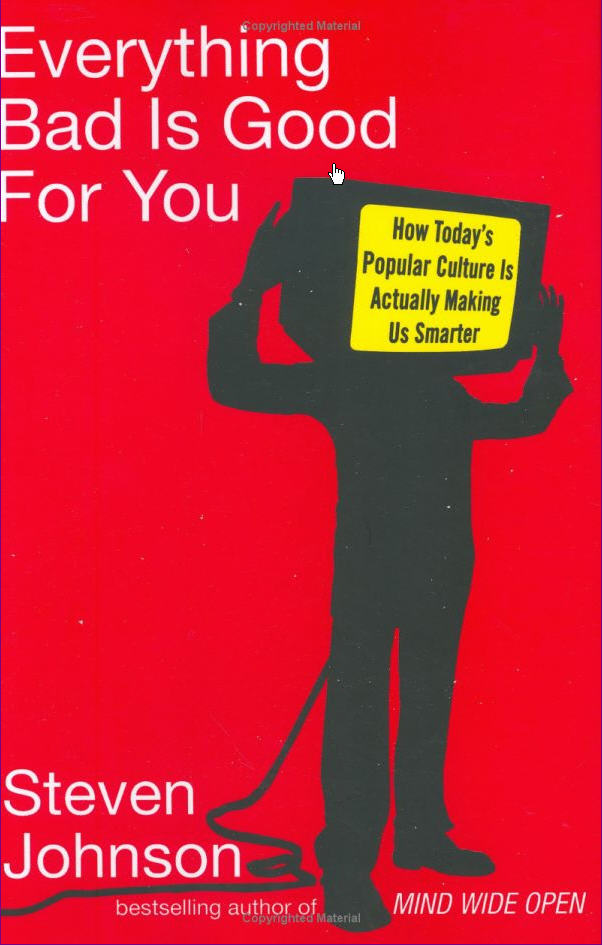 Copyrighted Material
Everything
Bad Is Good
For You
How Today's
Popular Culture Is
Actually Making
Us Smarter
Steven
Johnson
bestselling author of MIND WIDE OPEN
Copyrighted Material